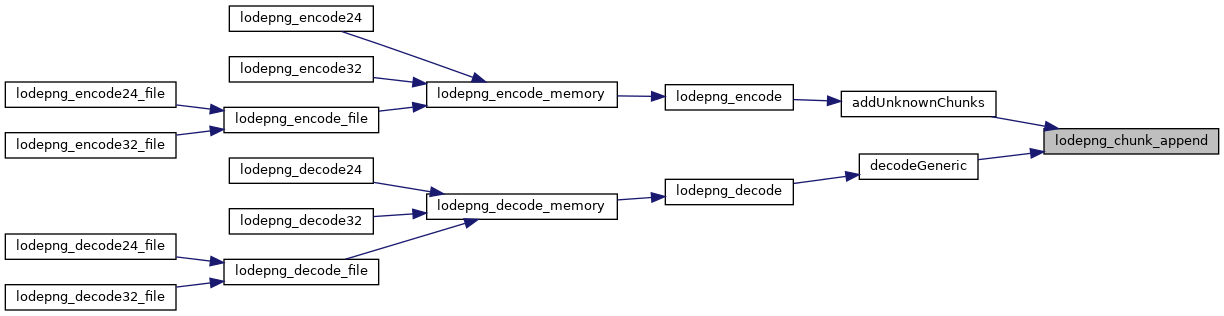 lodepng_encode24
lodepng_encode32
lodepng_encode24_file
lodepng_encode_memory
lodepng_encode
addUnknownChunks
lodepng_encode_file
lodepng_encode32_file
lodepng_chunk_append
lodepng_decode24
decodeGeneric
lodepng_decode
lodepng_decode_memory
lodepng_decode32
lodepng_decode24_file
lodepng_decode_file
lodepng_decode32_file